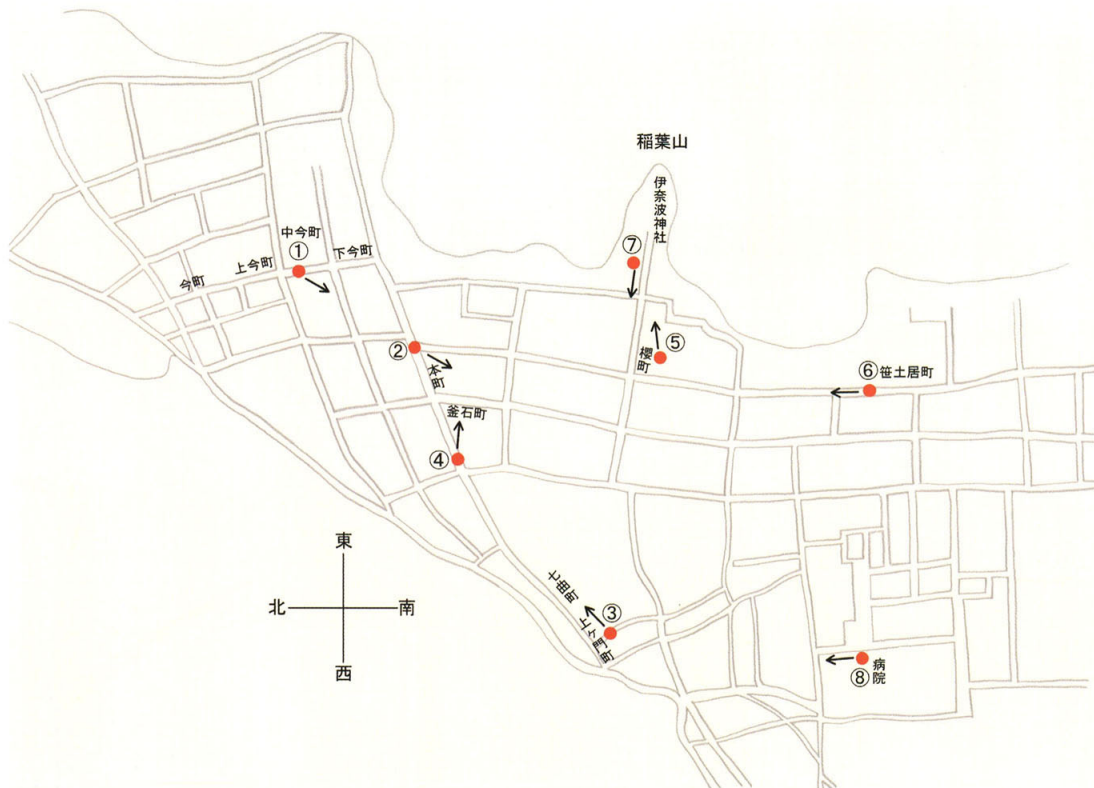 稲葉山
伊奈波神社
中今町
①
下今町
上今町
今町
⑦
②
本町
⑤
櫻町
⑥
笹土居町
釜石町
④
東
北
南
西
七曲町
③
上ヶ門町
⑧
病院